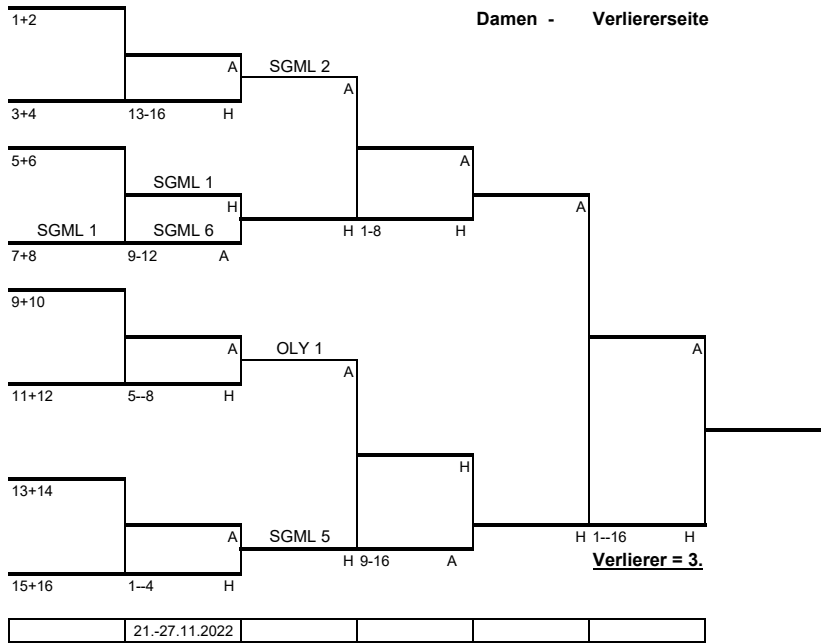 1+2
Damen - Verliererseite
A SGML 2
A
3+4 13-16 H
5+6
A
SGML 1
H A
SGML 1 SGML 6
H 1-8 H
7+8 9-12 A
9+10
A OLY 1 A
A
11+12 5--8 H
13+14
H
A SGML 5
H 1--16 H
H 9-16 A
Verlierer = 3.
15+16 1--4 H
21.-27.11.2022